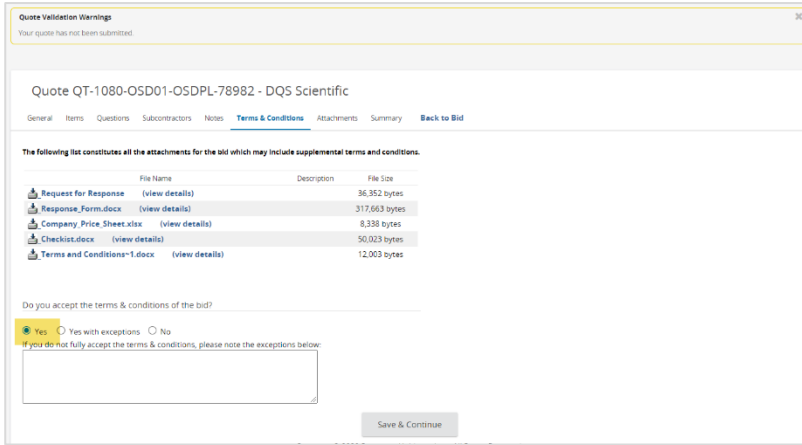 Quote Validation Warnings
Your quote has not been submitted.
Quote QT-1080-OSD01-OSDPL-78982 - DQS Scientific
General Items Questions Subcontractors Notes Terms & Conditions Attachments Summary Back to Bid
The following list constitutes all the attachments for the bid which may include supplemental terms and conditions.
File Name Description File Size
Request for Response (view details) 36,352 bytes
Response_Form.docx (view details) 317,663 bytes
Company_Price_Sheet.xlsx (view details) 8,338 bytes
Checkist.docx (view details) 50,023 bytes
Terms and Conditions~1.docx (view details) 12,003 bytes
Do you accept the terms & conditions of the bid?
Yes Yes with exceptions No
If you do not fully accept the terms & conditions, please note the exceptions below:
Save & Continue